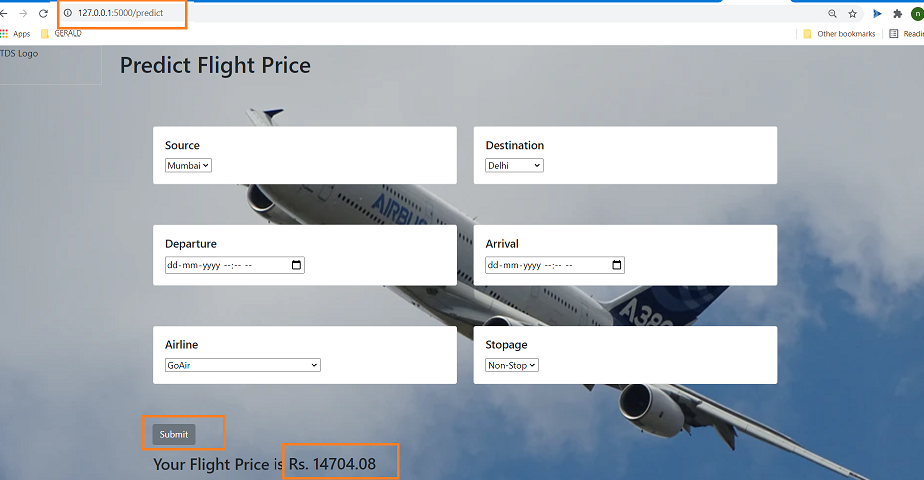 127.0.0.1:5000/predict
Apps GERALD Other bookmarks
TDS Logo
Predict Flight Price
Source Destination
Mumbai Delhi
AIRBUS
Departure Arrival
dd-mm-yyyy --:-- -- dd-mm-yyyy --:-- --
A380
Airline Stopage
GoAir Non-Stop
Submit
Your Flight Price is Rs. 14704.08